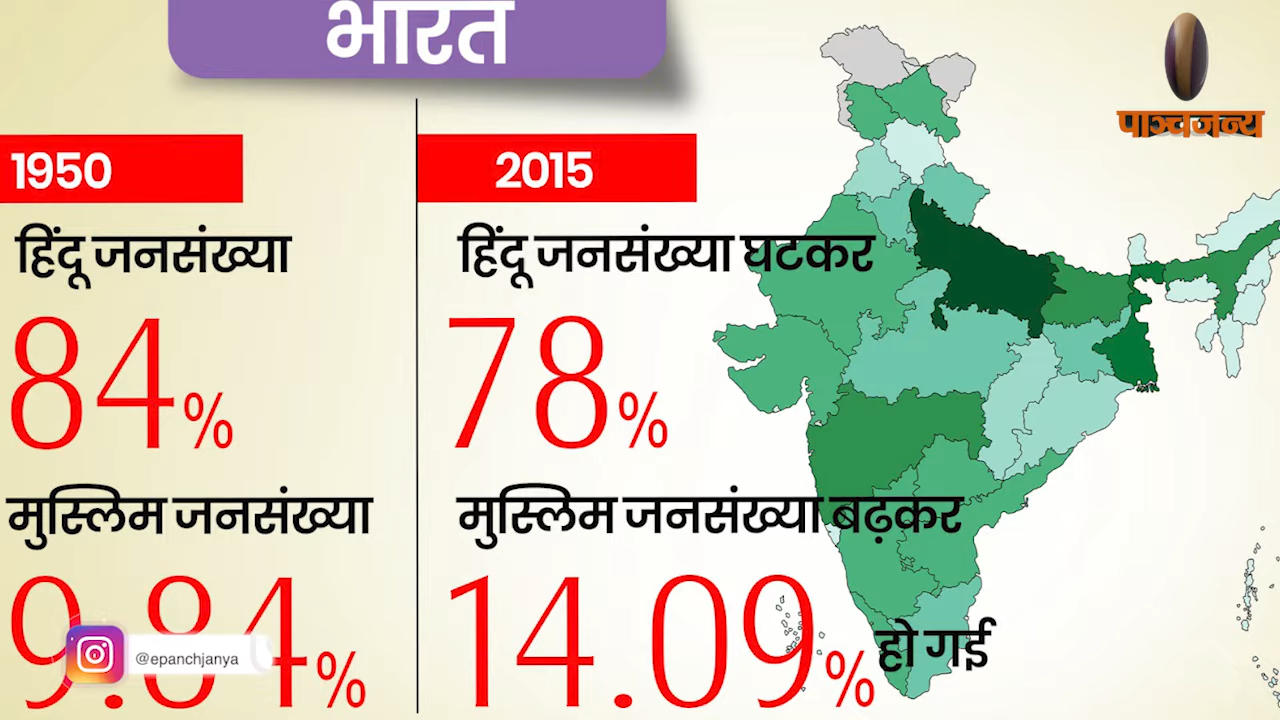 भारत
पाञ्चजन्य
1950
हिंदू जनसंख्या
84%
मुस्लिम जनसंख्या
9.84%
@epanchjanya
2015
हिंदू जनसंख्या घटकर
78%
मुस्लिम जनसंख्या बढ़कर
14.09% हो गई